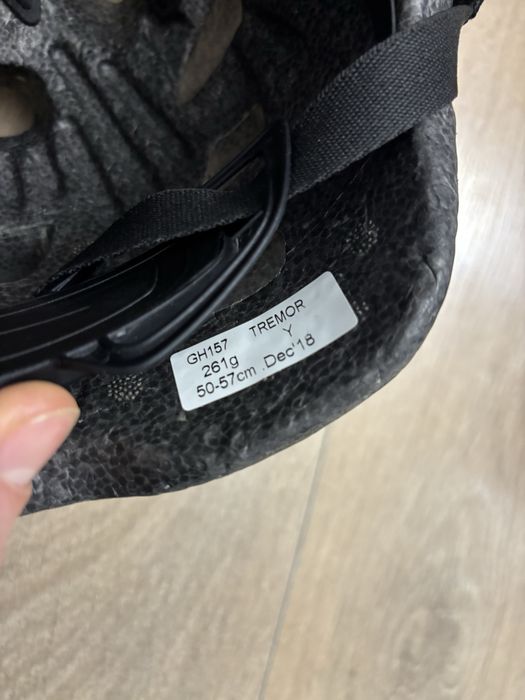 GH157 TREMOR
261g Y
50-57cm .Dec'18